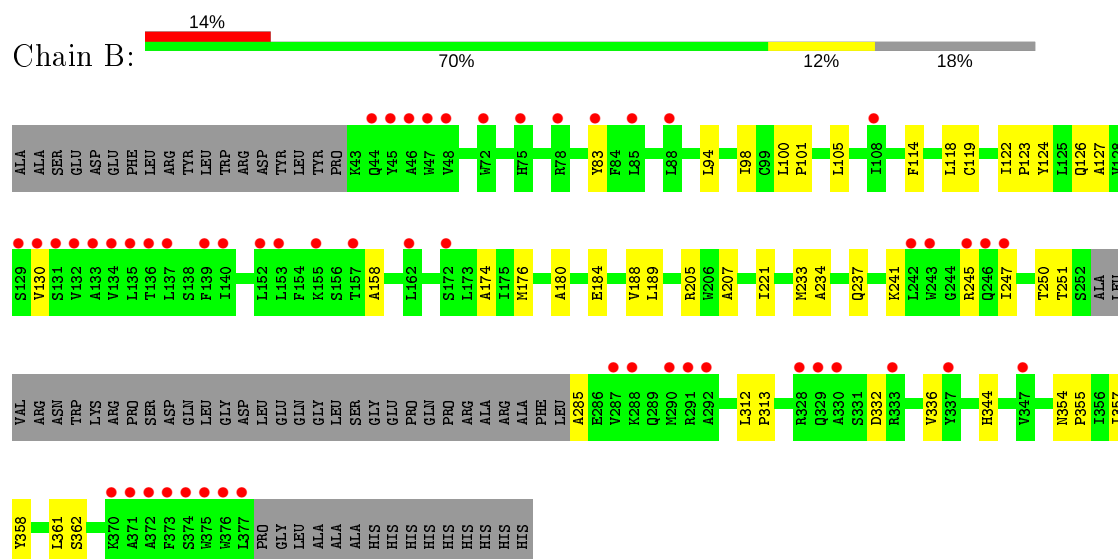 14%
Chain B:
70% 12% 18%
ALA ALA SER GLU ASP GLU PHE LEU ARG TYR LEU TRP ARG ASP TYR LEU TYR PRO K43 Q44 Y45 A46 W47 V48 W72 H75 R78 Y83 F84 L85 L88 L94 I98 C99 L100 P101 L105 I108 F114 L118 C119 I122 P123 Y124 L125 Q126 A127 V128
S129 V130 S131 V132 A133 V134 L135 T136 L137 S138 F139 I140 L152 L153 F154 K155 S156 T157 A158 L162 S172 L173 A174 I175 M176 A180 E184 V188 L189 R205 W206 A207 I221 M233 A234 Q237 K241 L242 W243 G244 R245 Q246 I247 T250 T251 S252 ALA LEU
VAL ARG ASN TRP LYS ARG PRO SER ASP GLN LEU GLY ASP LEU GLU GLN GLY LEU SER GLY GLU PRO GLN PRO ARG ALA ARG ALA PHE LEU A285 E286 V287 K288 Q289 M290 R291 A292 L312 P313 R328 Q329 A330 S331 D332 R333 V336 Y337 H344 V347 N354 P355 I356 I357
Y358 L361 S362 K370 A371 A372 F373 S374 W375 W376 L377 PRO GLY LEU ALA ALA ALA HIS HIS HIS HIS HIS HIS HIS HIS